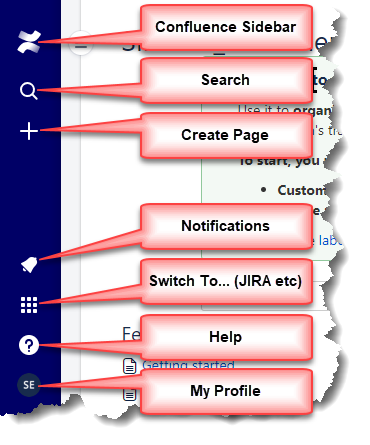 Confluence Sidebar
Search
Create Page
Use it to organ
To start, you
Custom
Notifications
Switch To... (JIRA etc)
Help
Getting started
SE
My Profile